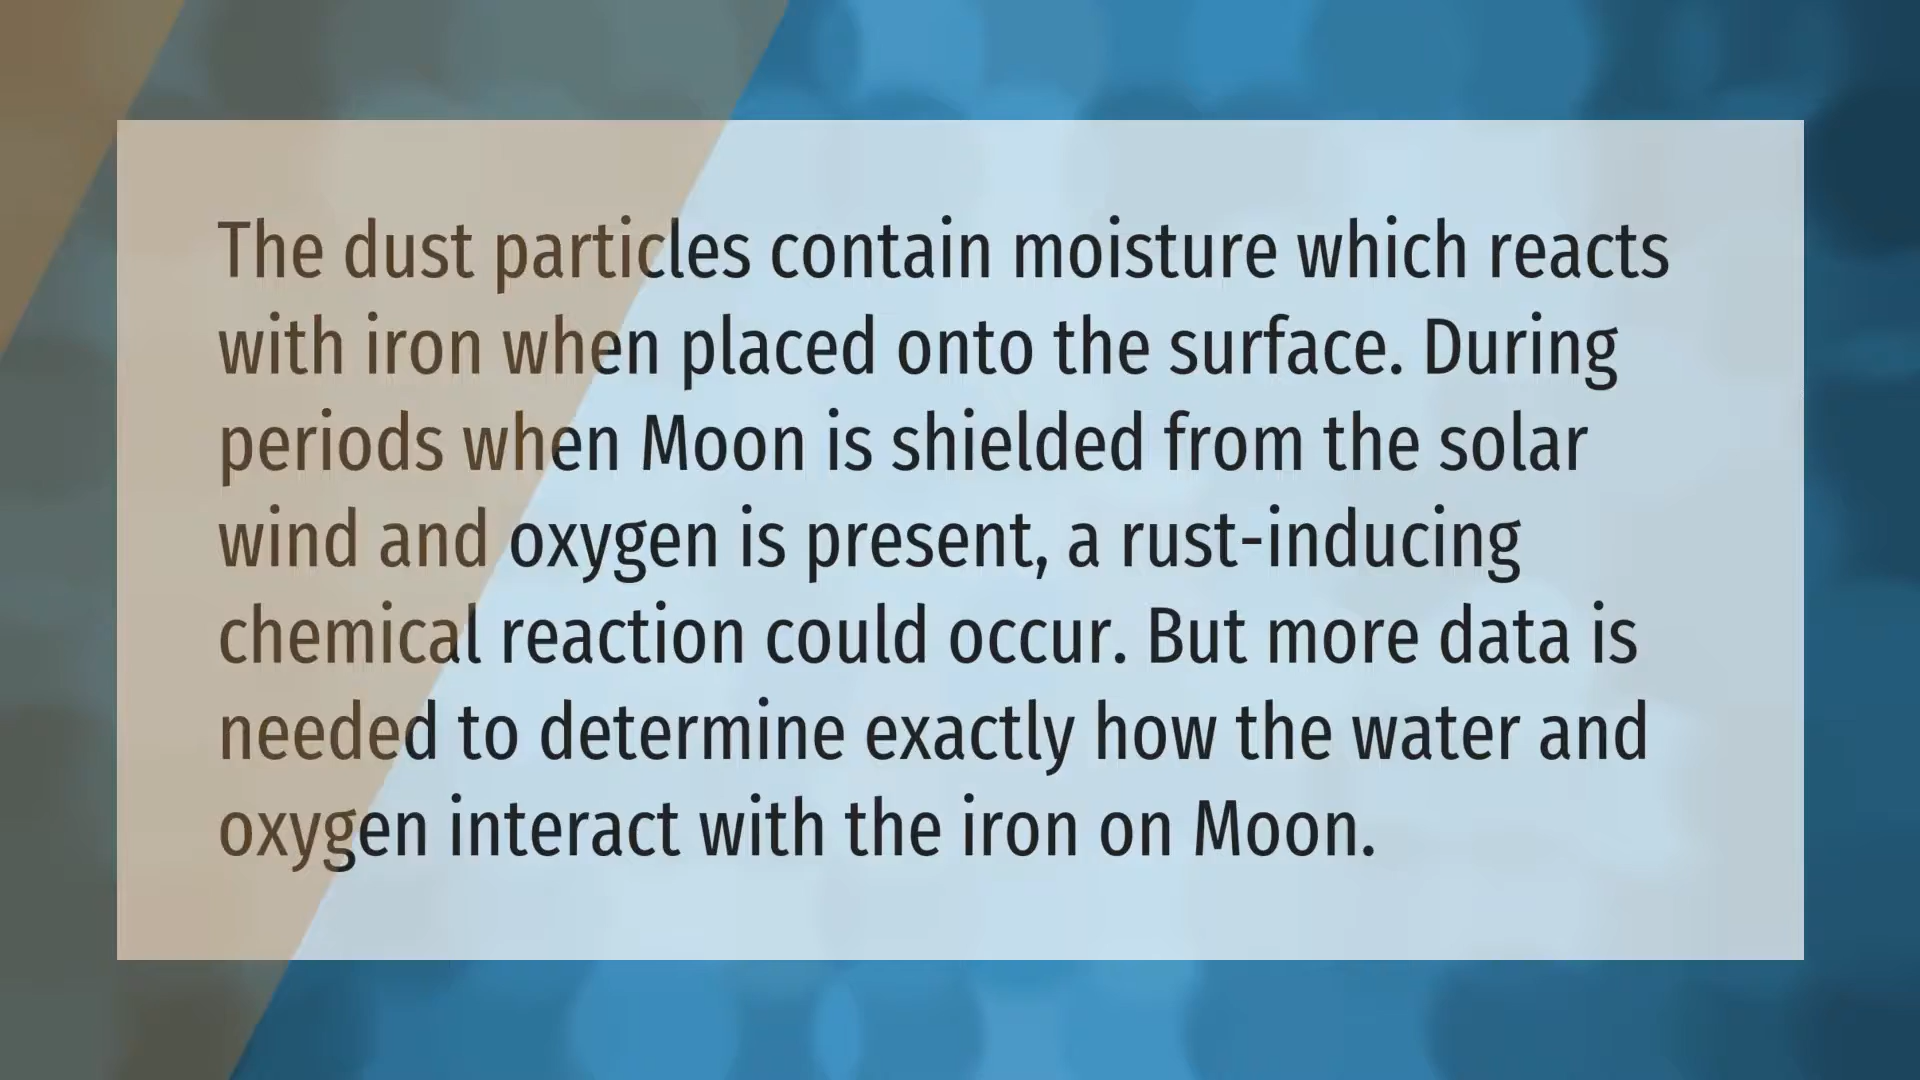 The dust particles contain moisture which reacts
with iron when placed onto the surface. During
periods when Moon is shielded from the solar
wind and oxygen is present, a rust-inducing
chemical reaction could occur. But more data is
needed to determine exactly how the water and
oxygen interact with the iron on Moon.